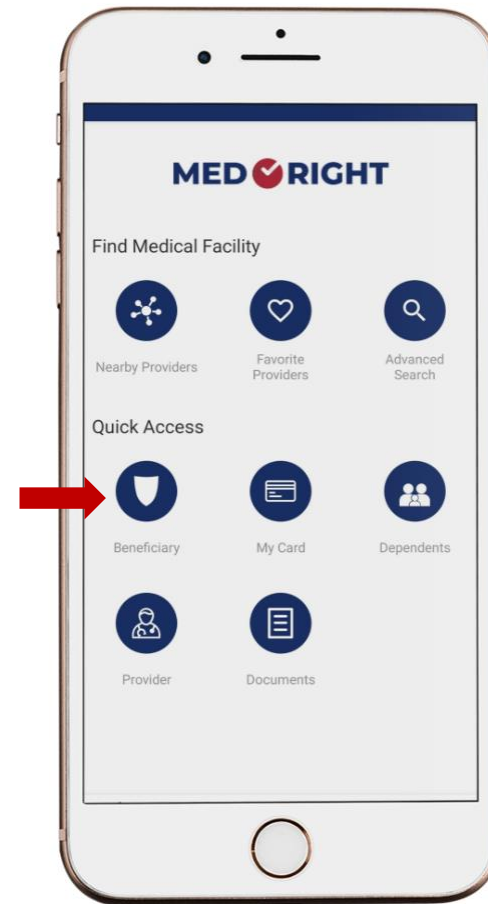 MED RIGHT
Find Medical Facility
Nearby Providers
Favorite
Providers
Advanced
Search
Quick Access
Beneficiary
My Card
Dependents
Provider
Documents